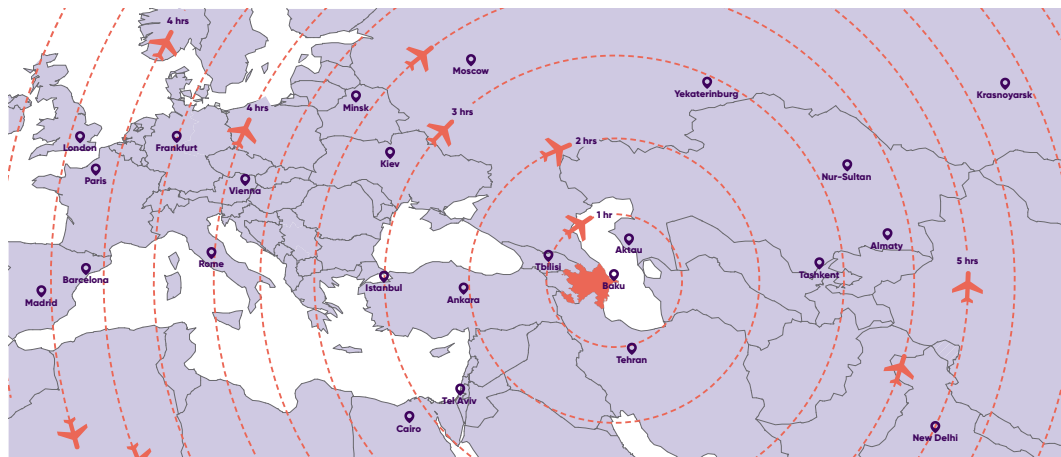 4 hrs
Moscow
Yekaterinburg
Krasnoyarsk
Minsk
4 hrs
3 hrs
London
Frankfurt
2 hrs
Kiev
Paris
Nur-Sultan
Vienna
1 hr
Almaty
Aktau
Rome
Tbilisi
5 hrs
Tashkent
Barcelona
Istanbul
Baku
Madrid
Ankara
Tehran
Tel Aviv
Cairo
New Delhi